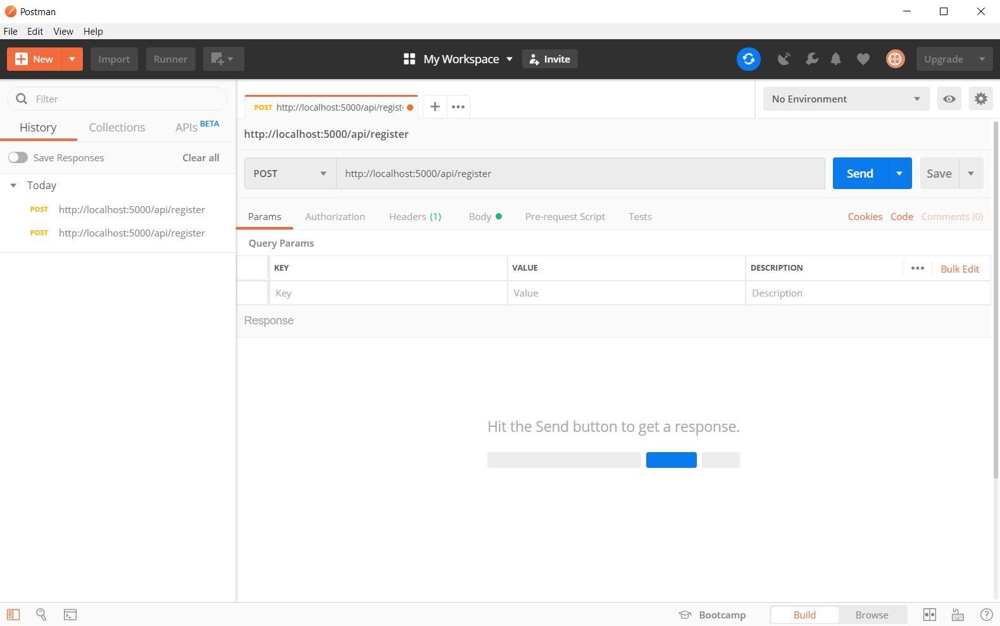 Postman
File Edit View Help
New Import Runner My Workspace Invite Upgrade
Filter
History Collections APIs BETA
Save Responses Clear all
Today
POST http://localhost:5000/api/register
POST http://localhost:5000/api/register
POST http://localhost:5000/api/regist
No Environment
http://localhost:5000/api/register
POST http://localhost:5000/api/register Send Save
Params Authorization Headers (1) Body Pre-request Script Tests Cookies Code Comments (0)
Query Params
KEY VALUE DESCRIPTION Bulk Edit
Key Value Description
Response
Hit the Send button to get a response.
Bootcamp Build Browse